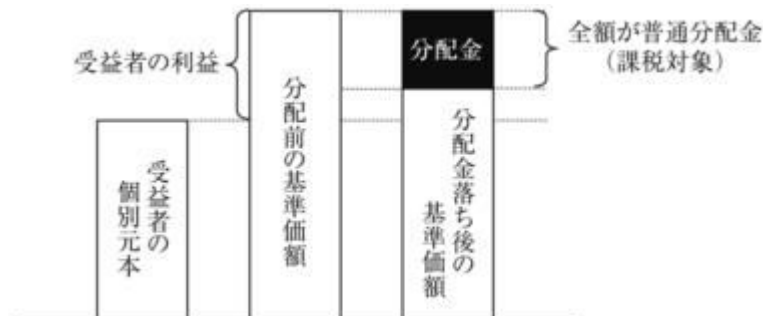 受益者の利益
分配金
全額が普通分配金
(課税対象)
受益者の
個別元本
分配前の基準価額
分配金落ち後の
基準価額